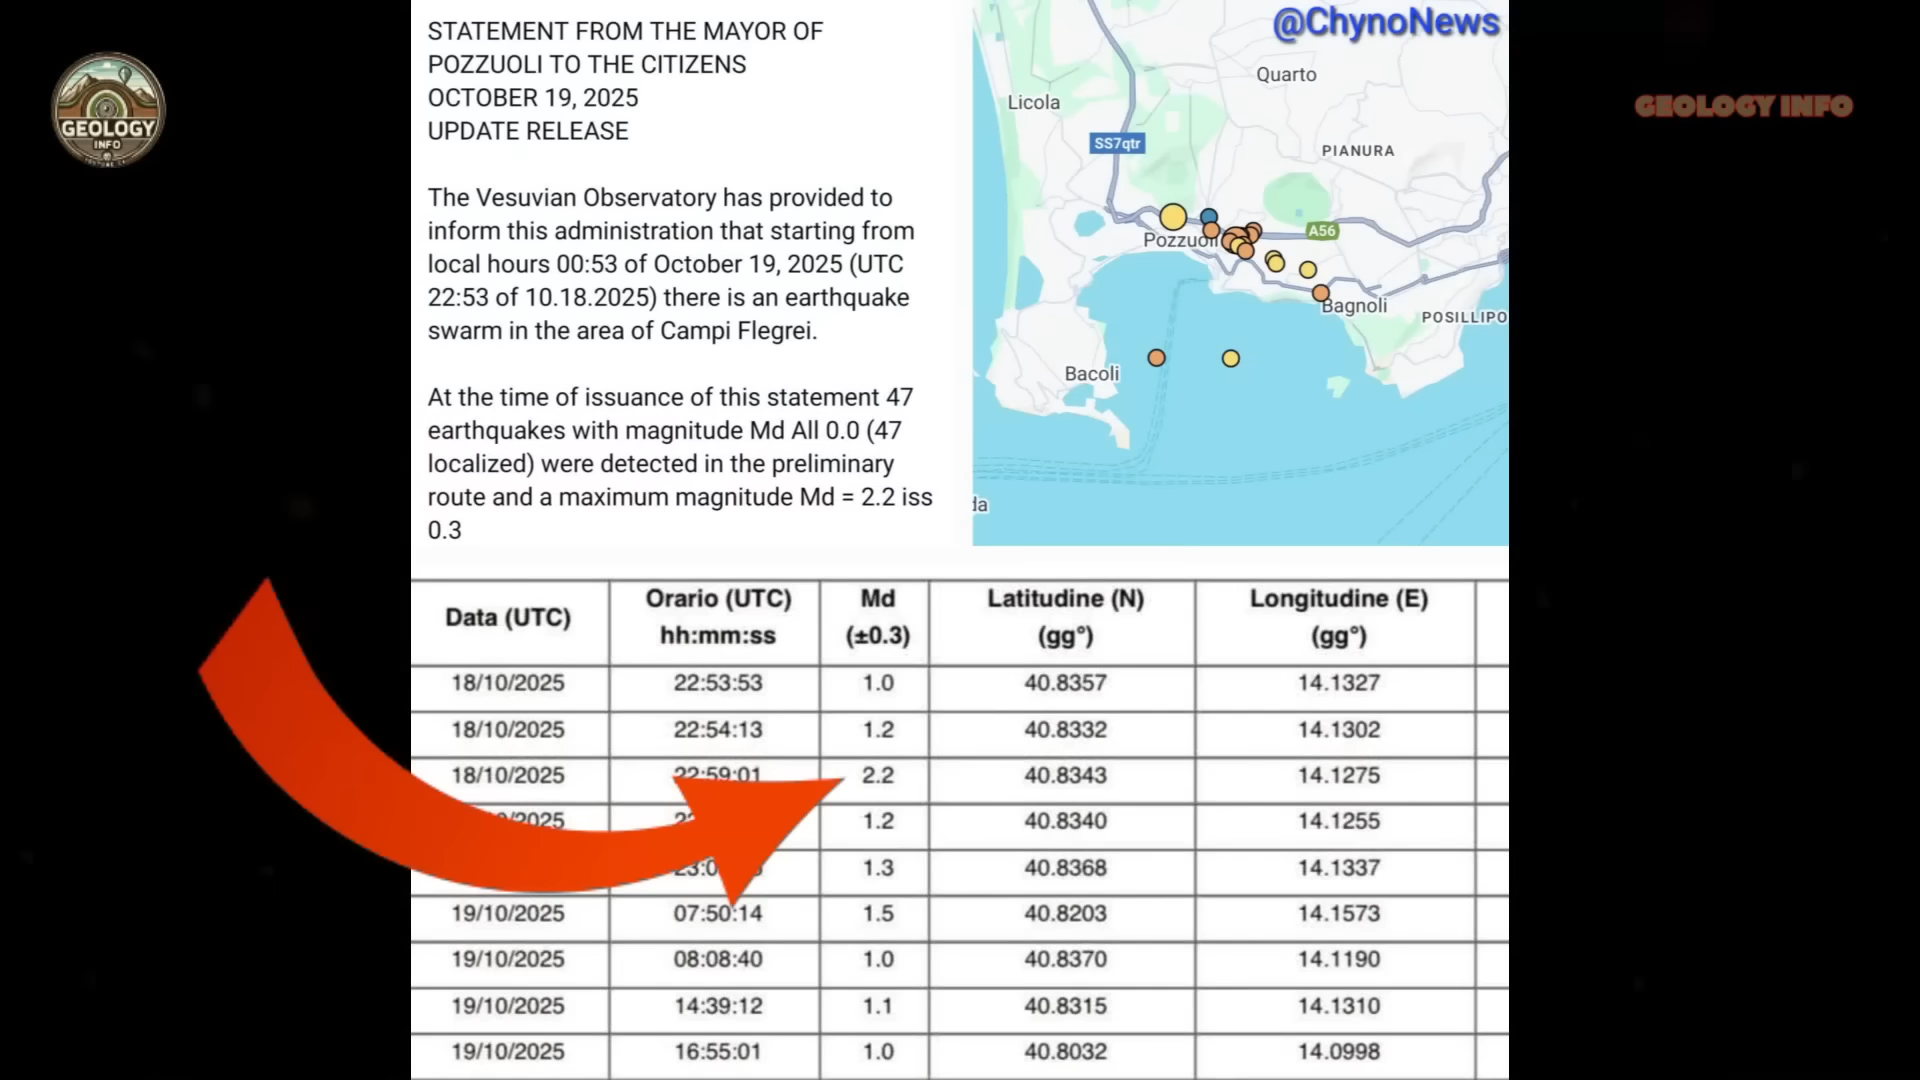 GEOLOGY
INFO
STATEMENT FROM THE MAYOR OF
POZZUOLI TO THE CITIZENS
OCTOBER 19, 2025
UPDATE RELEASE
The Vesuvian Observatory has provided to
inform this administration that starting from
local hours 00:53 of October 19, 2025 (UTC
22:53 of 10.18.2025) there is an earthquake
swarm in the area of Campi Flegrei.
At the time of issuance of this statement 47
earthquakes with magnitude Md All 0.0 (47
localized) were detected in the preliminary
route and a maximum magnitude Md = 2.2 iss
0.3
@ChynoNews
Quarto
Licola
SS7qtr
PIANURA
A56
Pozzuoli
Bagnoli
POSILLIPO
Bacoli
da
GEOLOGY INFO
Data (UTC) Orario (UTC) hh:mm:ss Md (±0.3) Latitudine (N) (gg°) Longitudine (E) (gg°)
18/10/2025 22:53:53 1.0 40.8357 14.1327
18/10/2025 22:54:13 1.2 40.8332 14.1302
18/10/2025 22:59:01 2.2 40.8343 14.1275
1.2 40.8340 14.1255
1.3 40.8368 14.1337
19/10/2025 07:50:14 1.5 40.8203 14.1573
19/10/2025 08:08:40 1.0 40.8370 14.1190
19/10/2025 14:39:12 1.1 40.8315 14.1310
19/10/2025 16:55:01 1.0 40.8032 14.0998